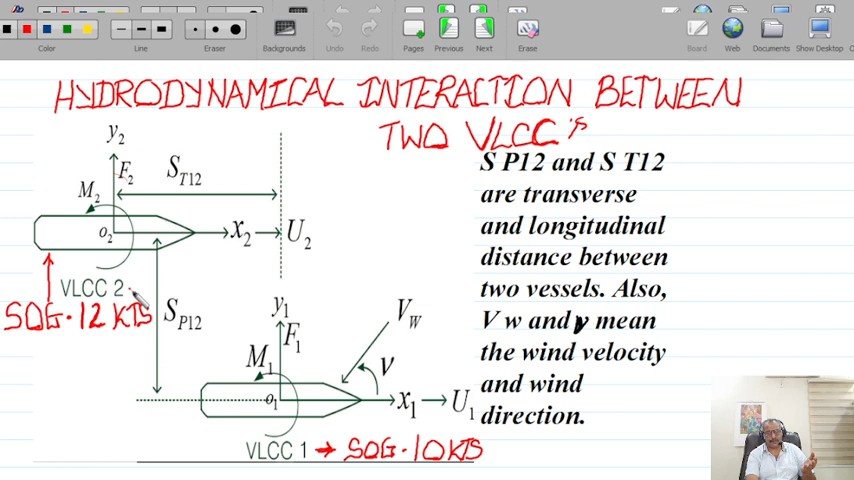 Color
Line
Eraser
Backgrounds
Undo
Redo
Pages
Previous
Next
Erase
Board
Web
Documents
Show Desktop
HYDRODYNAMICAL INTERACTION BETWEEN
TWO VLCC's
y2
F2
ST12
M2
o2
x2
U2
VLCC 2
SOG. 12 KTS
SP12
y1
F1
VW
M1
ν
o1
x1
U1
VLCC 1 → SOG. 10 KTS
S P12 and S T12
are transverse
and longitudinal
distance between
two vessels. Also,
V w and ν mean
the wind velocity
and wind
direction.